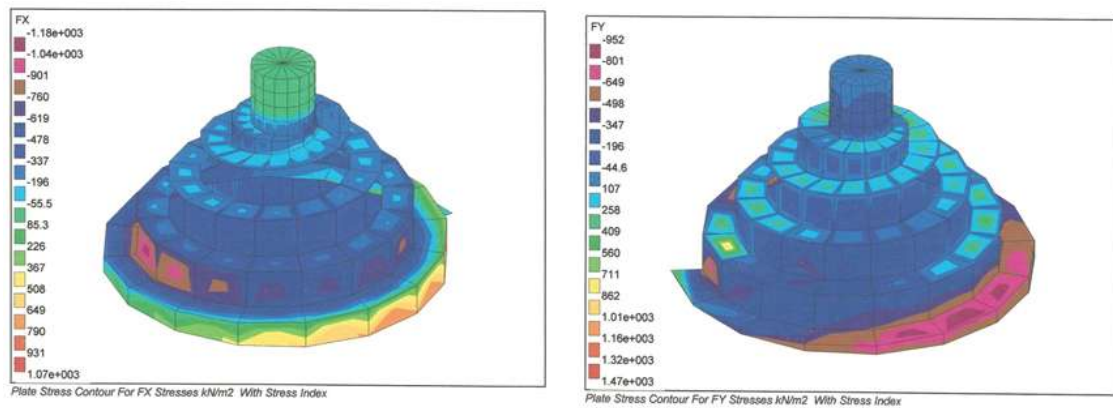 FX
-1.18e+003
-1.04e+003
-901
-760
-619
-478
-337
-196
-55.5
85.3
226
367
508
649
790
931
1.07e+003
Plate Stress Contour For FX Stresses kN/m2 With Stress Index
FY
-952
-801
-649
-498
-347
-196
-44.6
107
258
409
560
711
862
1.01e+003
1.16e+003
1.32e+003
1.47e+003
Plate Stress Contour For FY Stresses kN/m2 With Stress Index